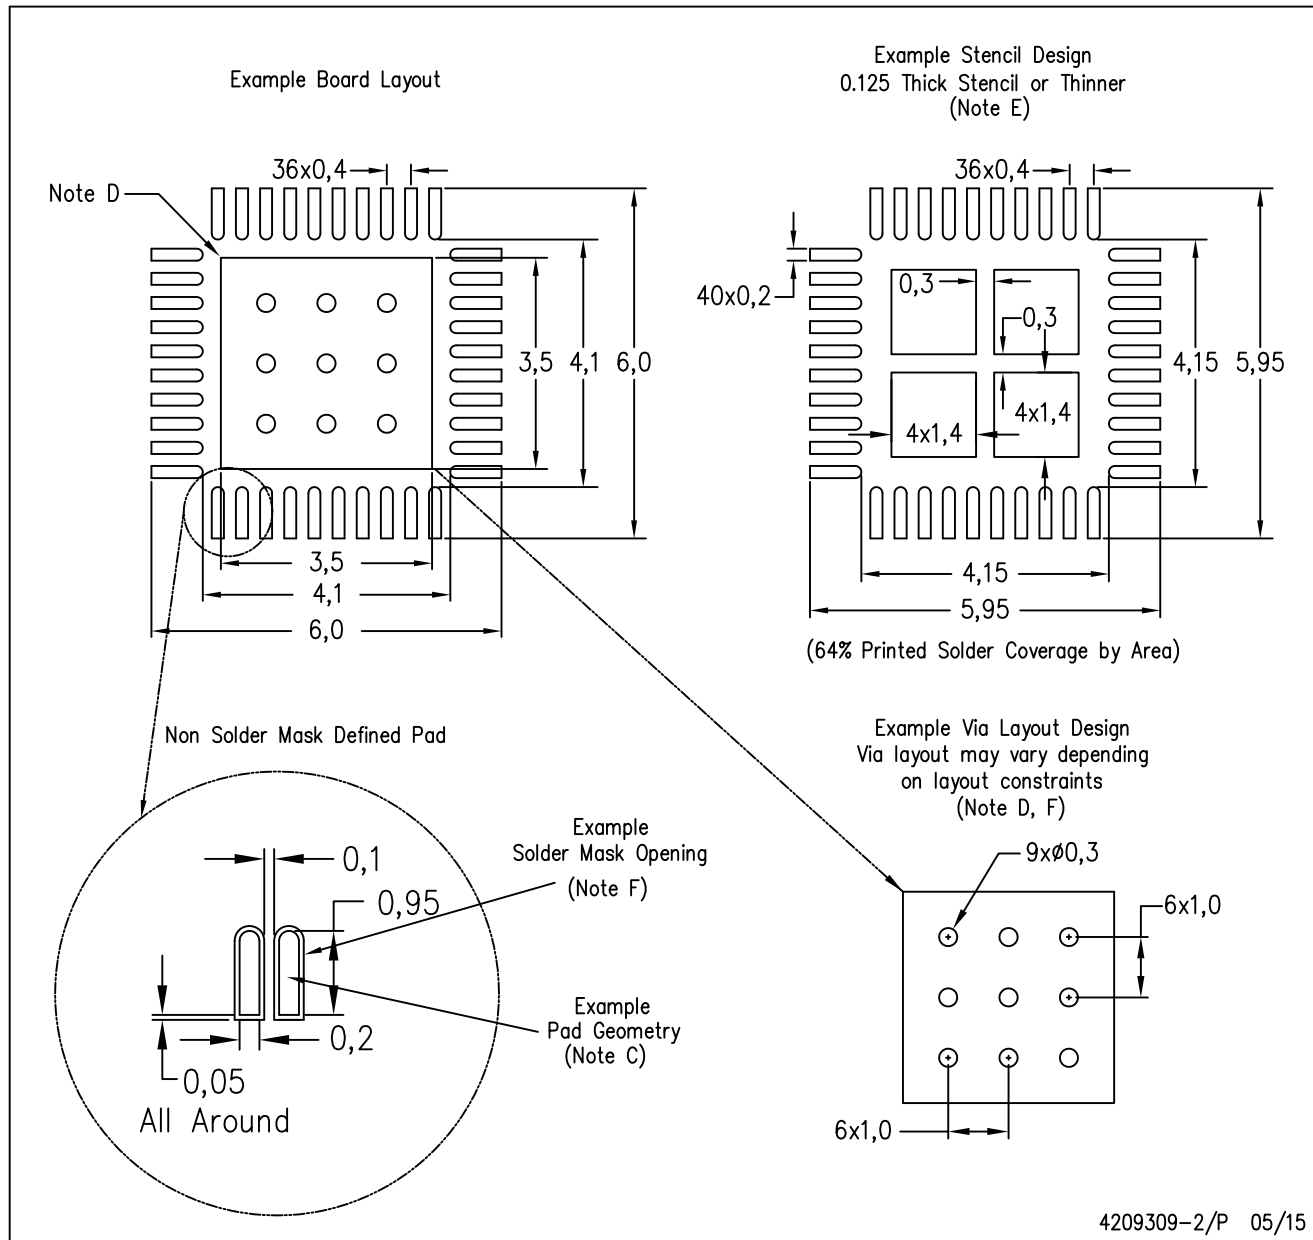 Example Board Layout
36x0,4
Note D
3,5
4,1
6,0
3,5
4,1
6,0
Example Stencil Design
0.125 Thick Stencil or Thinner
(Note E)
36x0,4
40x0,2
0,3
0,3
4,15
5,95
4x1,4
4x1,4
4,15
5,95
(64% Printed Solder Coverage by Area)
Non Solder Mask Defined Pad
0,1
0,95
Example
Solder Mask Opening
(Note F)
Example
Pad Geometry
(Note C)
0,2
0,05
All Around
Example Via Layout Design
Via layout may vary depending
on layout constraints
(Note D, F)
9xø0,3
6x1,0
6x1,0
4209309-2/P 05/15